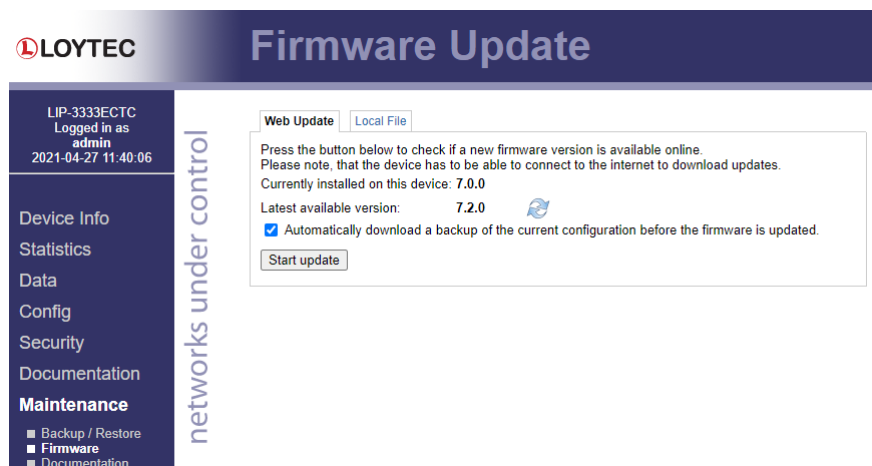 LOYTEC
Firmware Update
LIP-3333ECTC
Logged in as
admin
2021-04-27 11:40:06
Device Info
Statistics
Data
Config
Security
Documentation
Maintenance
Backup / Restore
Firmware
Documentation
networks under control
Web Update
Local File
Press the button below to check if a new firmware version is available online.
Please note, that the device has to be able to connect to the internet to download updates.
Currently installed on this device: 7.0.0
Latest available version: 7.2.0
Automatically download a backup of the current configuration before the firmware is updated.
Start update